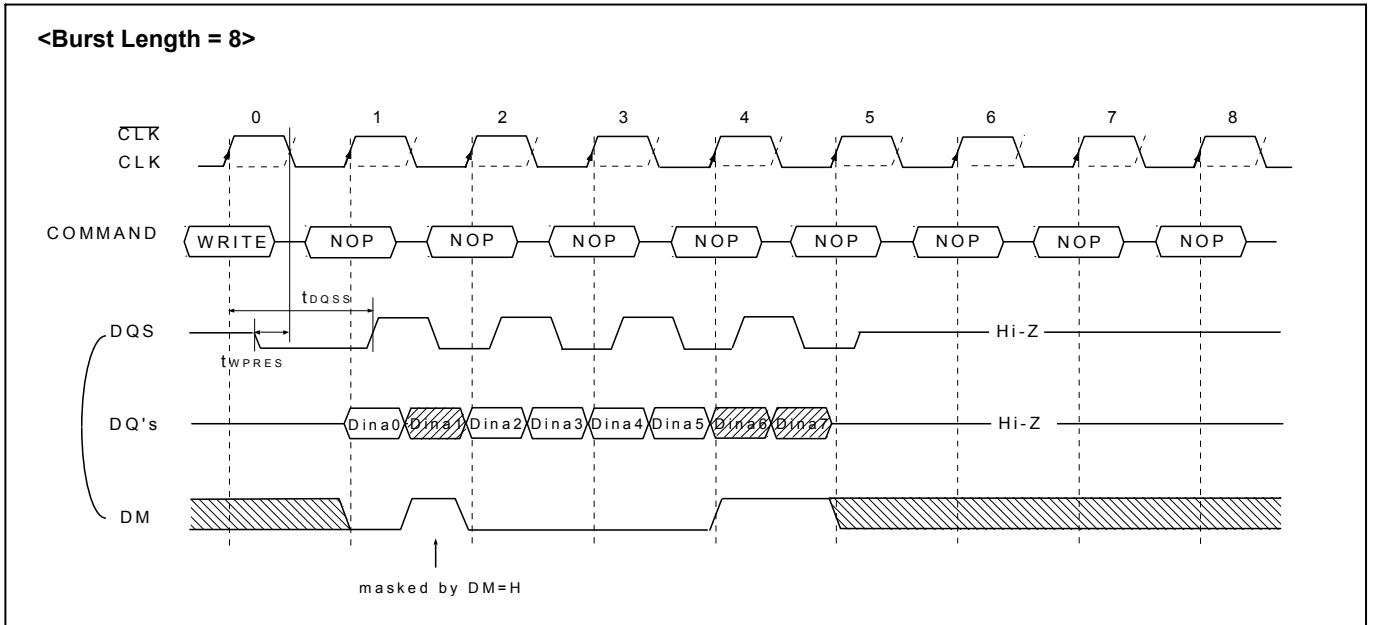 <Burst Length = 8>
0 1 2 3 4 5 6 7 8
CLK
CLK
COMMAND WRITE NOP NOP NOP NOP NOP NOP NOP NOP
tDQSS
DQS Hi-Z
tWPRES
DQ's Dina0 Dina1 Dina2 Dina3 Dina4 Dina5 Dina6 Dina7 Hi-Z
DM
masked by DM=H